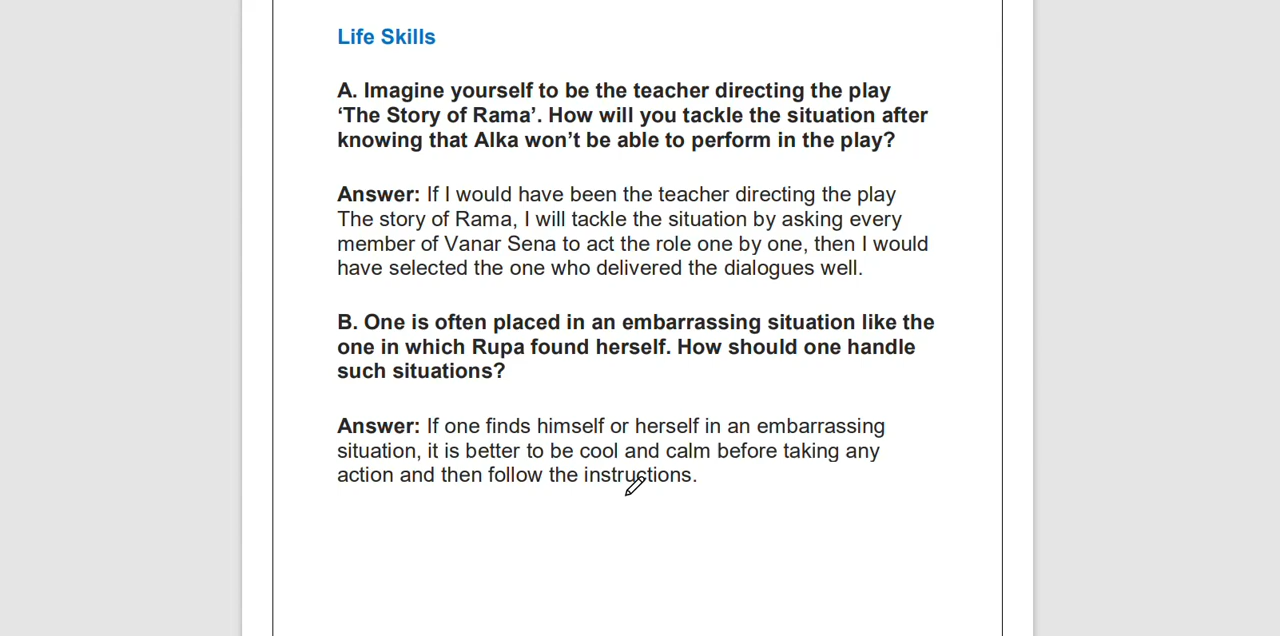 Life Skills
A. Imagine yourself to be the teacher directing the play
‘The Story of Rama’. How will you tackle the situation after
knowing that Alka won’t be able to perform in the play?
Answer: If I would have been the teacher directing the play
The story of Rama, I will tackle the situation by asking every
member of Vanar Sena to act the role one by one, then I would
have selected the one who delivered the dialogues well.
B. One is often placed in an embarrassing situation like the
one in which Rupa found herself. How should one handle
such situations?
Answer: If one finds himself or herself in an embarrassing
situation, it is better to be cool and calm before taking any
action and then follow the instructions.